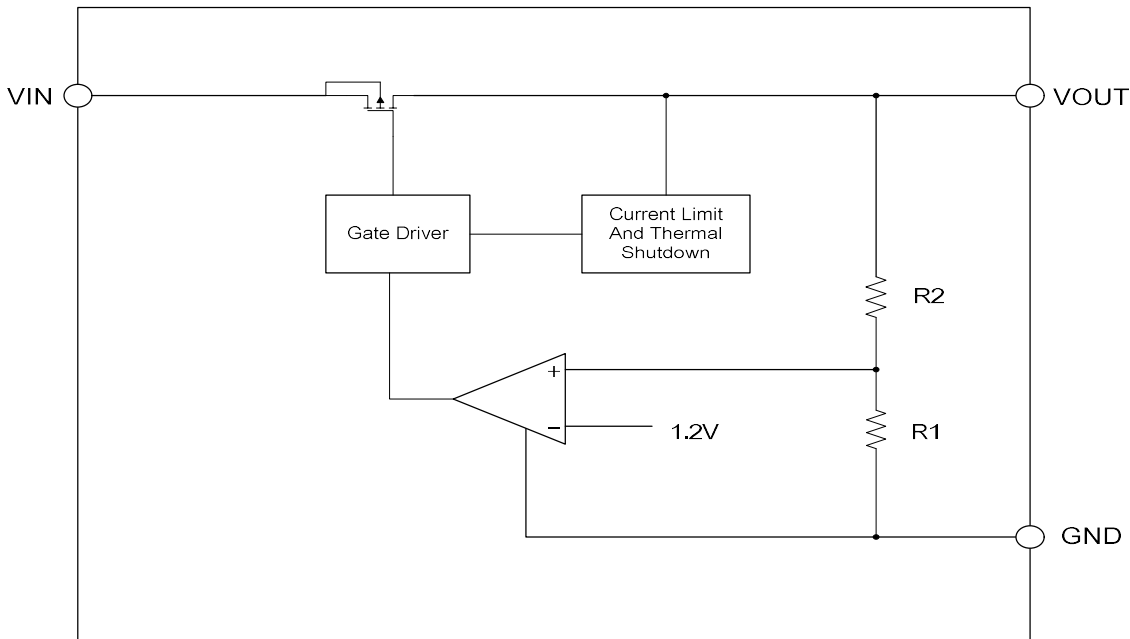 VIN
VOUT
Gate Driver
Current Limit
And Thermal
Shutdown
R2
+
−
1.2V
R1
GND